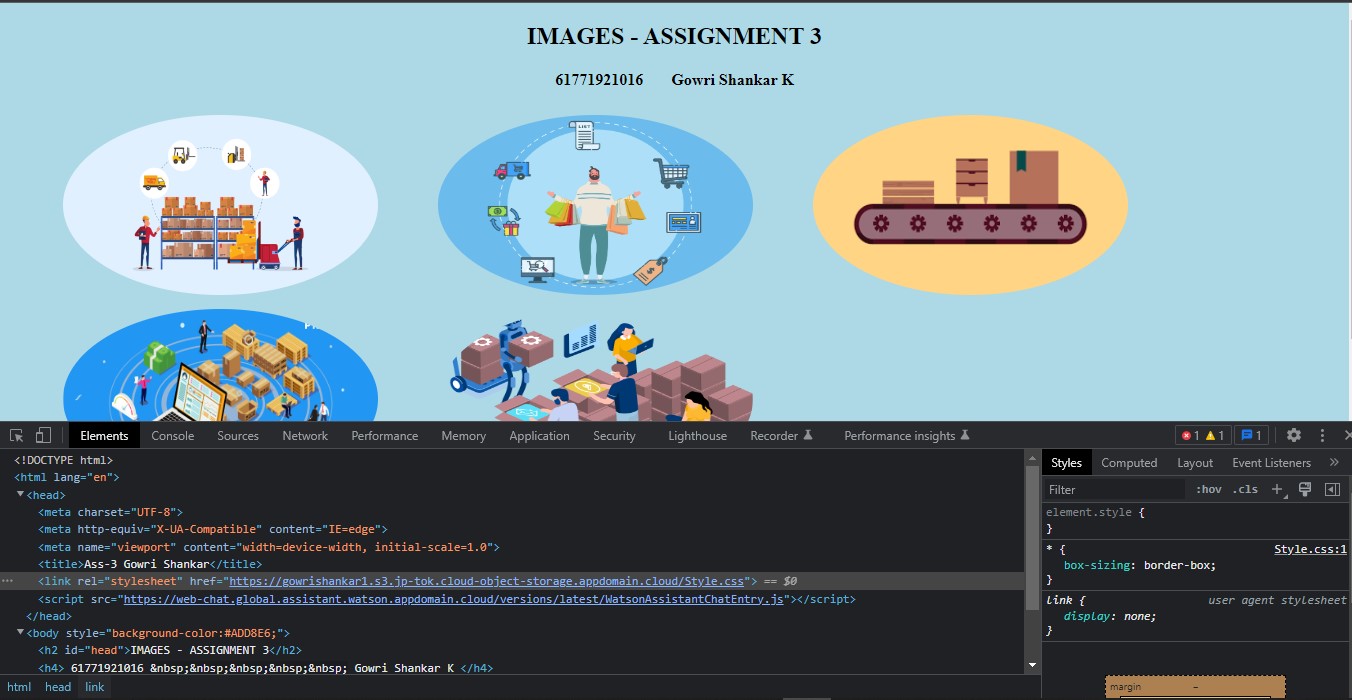 IMAGES - ASSIGNMENT 3
61771921016 Gowri Shankar K
LIST
Elements Console Sources Network Performance Memory Application Security Lighthouse Recorder Performance insights 1 1 1
<!DOCTYPE html>
<html lang="en">
<head>
<meta charset="UTF-8">
<meta http-equiv="X-UA-Compatible" content="IE=edge">
<meta name="viewport" content="width=device-width, initial-scale=1.0">
<title>Ass-3 Gowri Shankar</title>
<link rel="stylesheet" href="https://gowrishankar1.s3.jp-tok.cloud-object-storage.appdomain.cloud/Style.css"> == $0
<script src="https://web-chat.global.assistant.watson.appdomain.cloud/versions/latest/WatsonAssistantChatEntry.js"></script>
</head>
<body style="background-color:#ADD8E6;">
<h2 id="head">IMAGES - ASSIGNMENT 3</h2>
<h4> 61771921016 &nbsp;&nbsp;&nbsp;&nbsp;&nbsp; Gowri Shankar K </h4>
html head link
Styles Computed Layout Event Listeners »
Filter :hov .cls +
element.style {
}
* { Style.css:1
box-sizing: border-box;
}
link { user agent stylesheet
display: none;
}
margin –